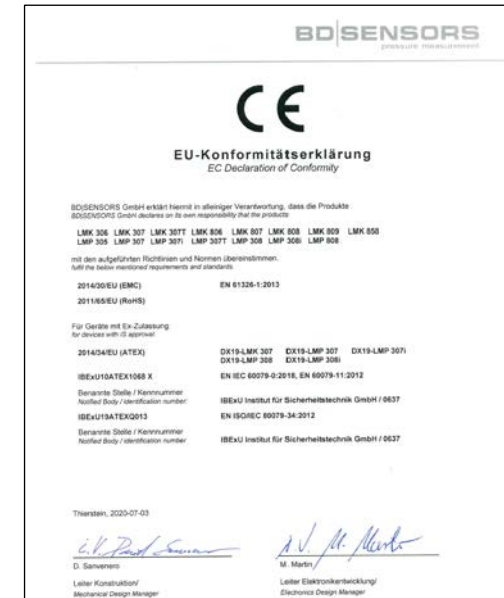 BD|SENSORS
pressure measurement
CE
EU-Konformitätserklärung
EC Declaration of Conformity
BD|SENSORS GmbH erklärt hiermit in alleiniger Verantwortung, dass die Produkte
BD|SENSORS GmbH declares on its own responsibility that the products
LMK 306 LMK 307 LMK 307T LMK 806 LMK 807 LMK 808 LMK 809 LMK 858
LMP 305 LMP 307 LMP 307i LMP 307T LMP 308 LMP 308i LMP 808
mit den aufgeführten Richtlinien und Normen übereinstimmen.
fulfil the below mentioned requirements and standards.
2014/30/EU (EMC) EN 61326-1:2013
2011/65/EU (RoHS)
Für Geräte mit Ex-Zulassung:
for devices with IS approval:
2014/34/EU (ATEX) DX19-LMK 307 DX19-LMP 307 DX19-LMP 307i
DX19-LMP 308 DX19-LMP 308i
IBExU10ATEX1068 X EN IEC 60079-0:2018, EN 60079-11:2012
Benannte Stelle / Kennnummer
Notified Body / identification number: IBExU Institut für Sicherheitstechnik GmbH / 0637
IBExU19ATEXQ013 EN ISO/IEC 80079-34:2012
Benannte Stelle / Kennnummer
Notified Body / identification number IBExU Institut für Sicherheitstechnik GmbH / 0637
Thierstein, 2020-07-03
D. Sanvenero M. Martin
Leiter Konstruktion/ Leiter Elektronikentwicklung/
Mechanical Design Manager Electronics Design Manager